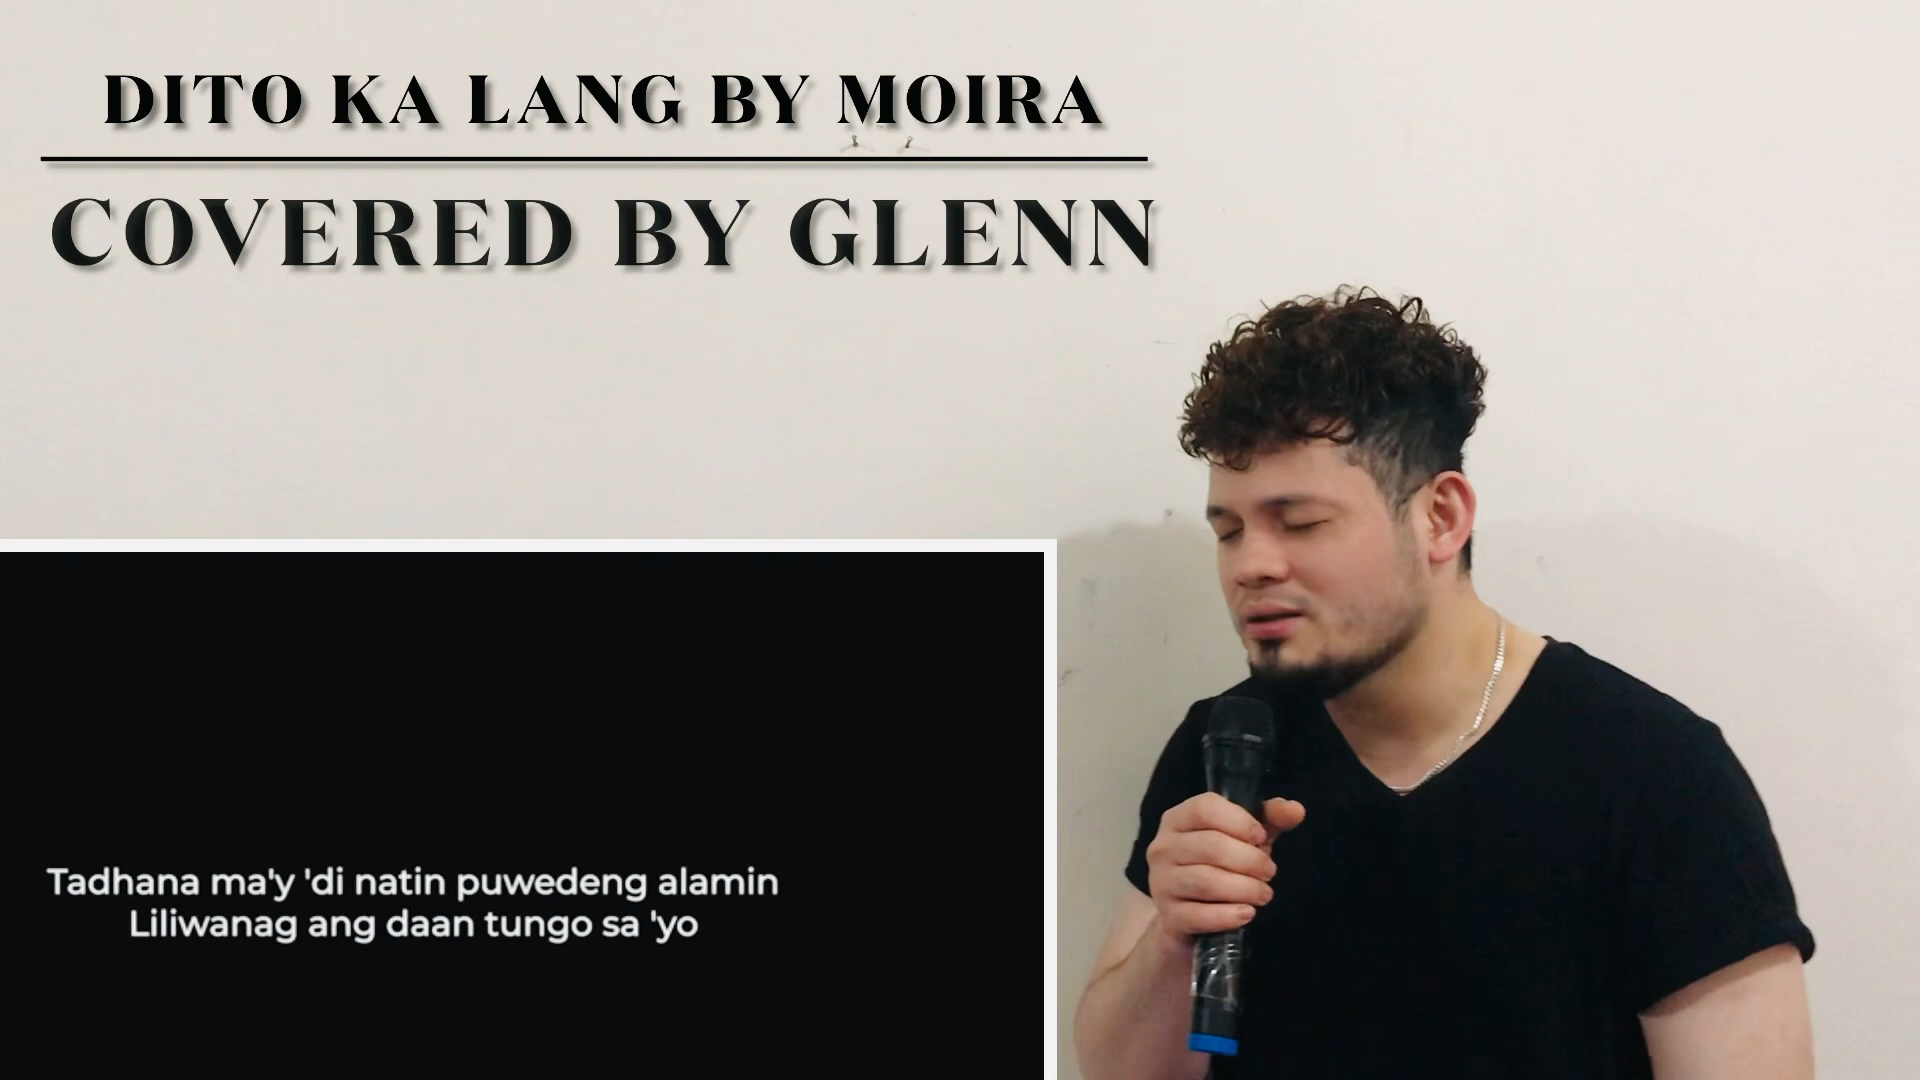 DITO KA LANG BY MOIRA
COVERED BY GLENN
Tadhana ma'y 'di natin puwedeng alamin
Liliwanag ang daan tungo sa 'yo